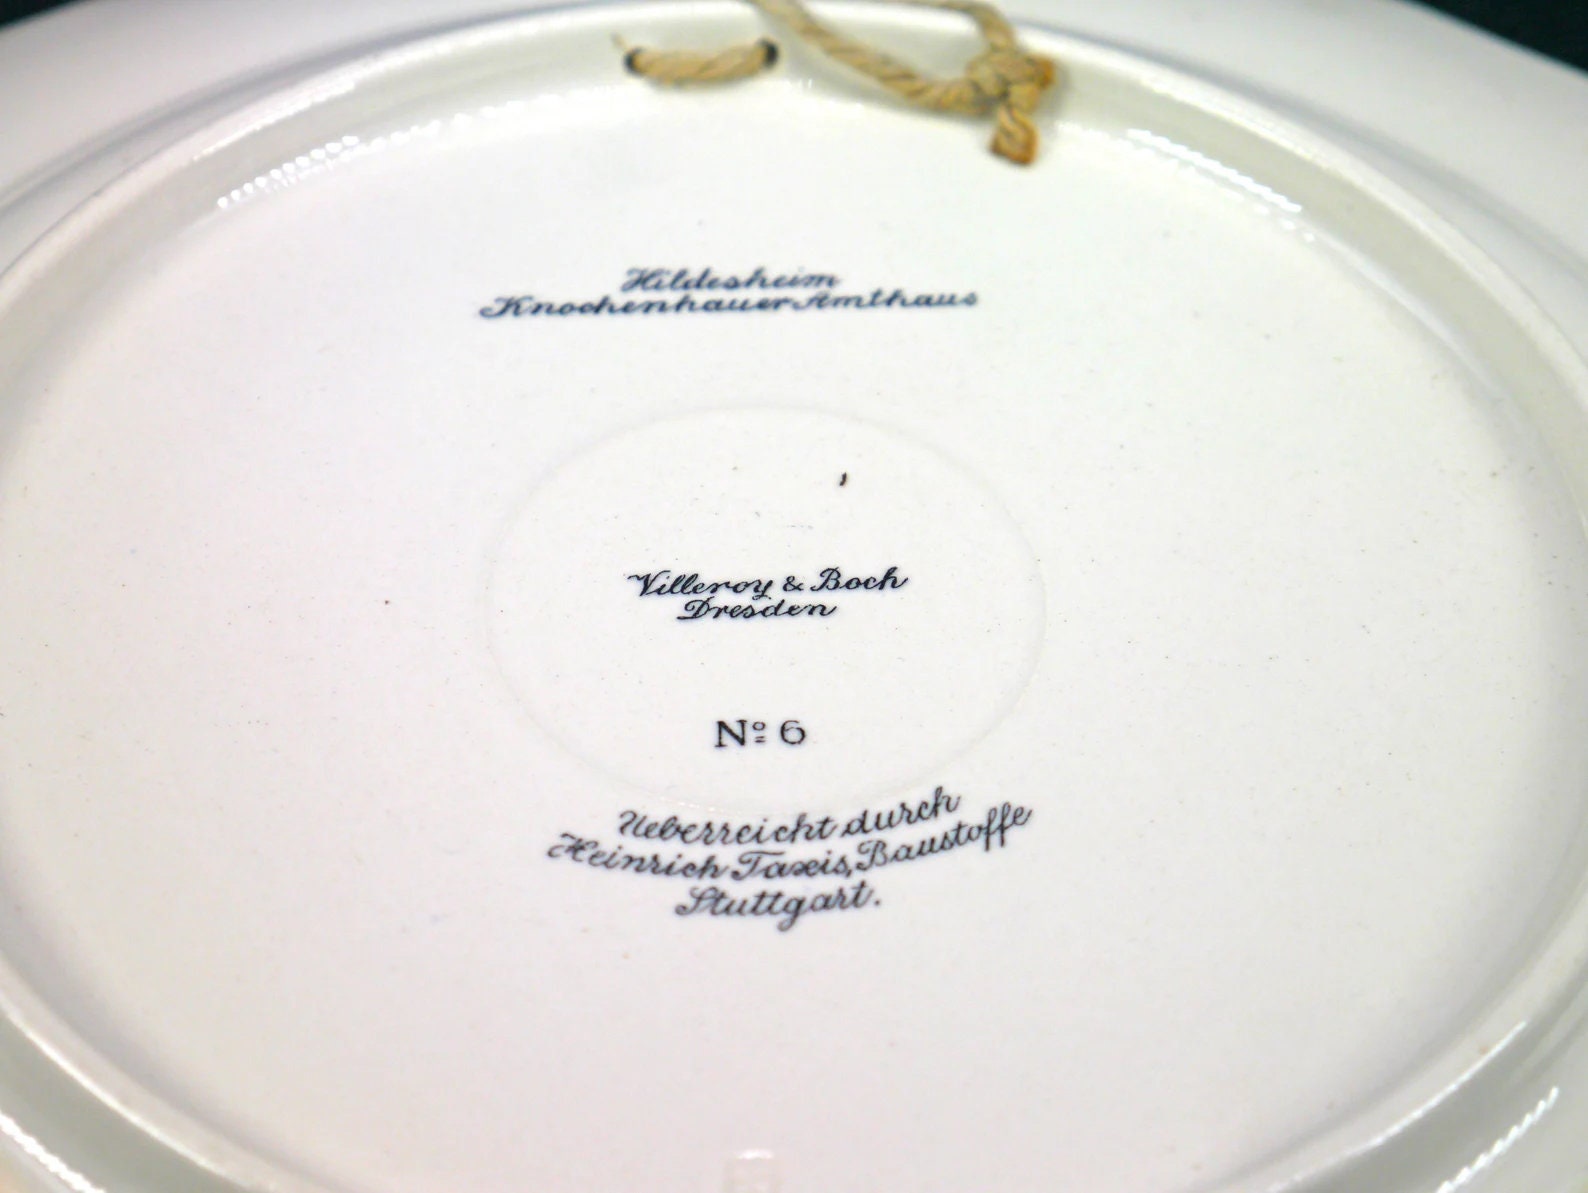 Hildesheim
Knochenhauer Amthaus
Villeroy & Boch
Dresden
Nº 6
Ueberreicht durch
Heinrich Taxis, Baustoffe
Stuttgart.